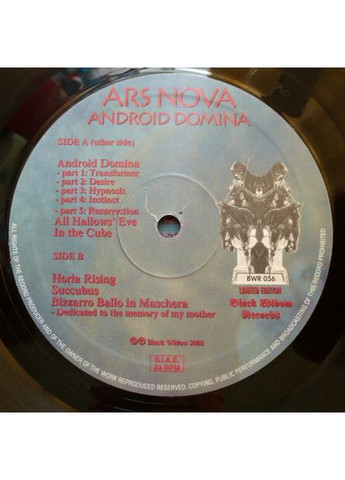 ARS NOVA
ANDROID DOMINA
SIDE A (other side)
Android Domina
- part 1: Transformer
- part 2: Desire
- part 3: Hypnosis
- part 4: Instinct
- part 5: Resurrection
All Hallows' Eve
In the Cube
SIDE B
Horla Rising
Succubus
Bizzarro Ballo in Maschera
- Dedicated to the memory of my mother
BWR 056
LIMITED EDITION
Black Widow
Records
©℗ Black Widow 2002
S.I.A.E.
33 RPM
ALL RIGHTS OF THE RECORD PRODUCER AND OF THE OWNER OF THE WORK REPRODUCED RESERVED. COPYING, PUBLIC PERFORMANCE AND BROADCASTING OF THIS RECORD PROHIBITED